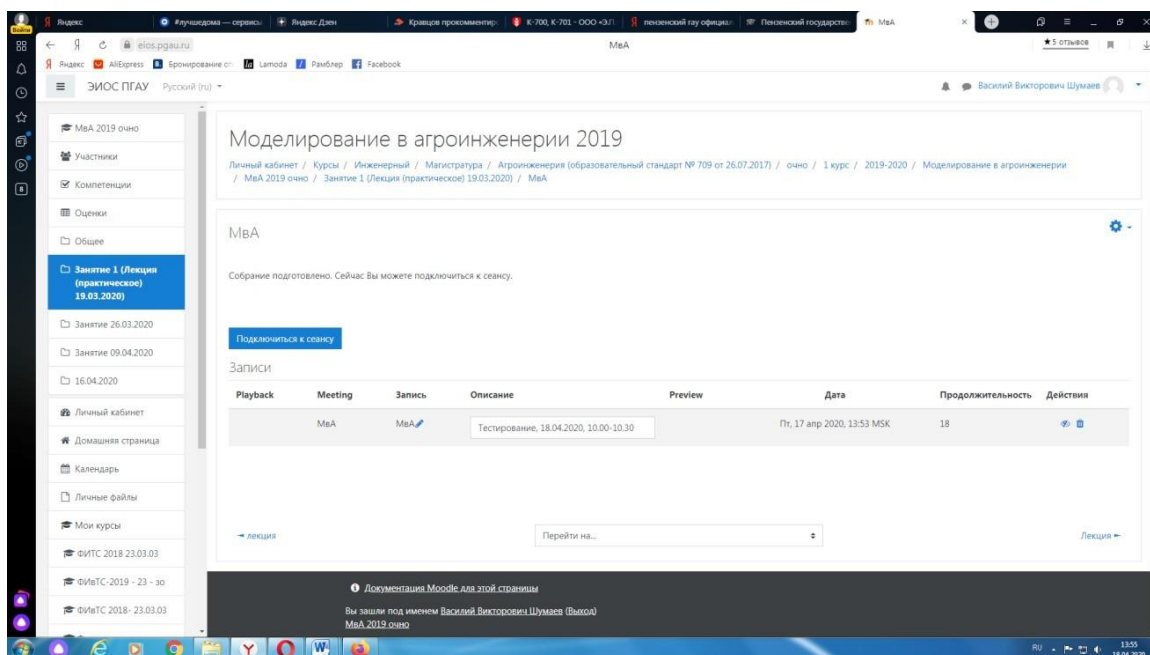 Войти
Яндекс
#лучшедома — сервисы
Яндекс.Дзен
Кравцов прокомментиро
К-700, К-701 - ООО «ЭЛ
пензенский гау официал
Пензенский государстве
МвА
eios.pgau.ru
МвА
★ 5 отзывов
Яндекс
AliExpress
Бронирование от
Lamoda
Рамблер
Facebook
ЭИОС ПГАУ
Русский (ru)
Василий Викторович Шумаев
МвА 2019 очно
Участники
Компетенции
Оценки
Общее
Занятие 1 (Лекция
(практическое)
19.03.2020)
Занятие 26.03.2020
Занятие 09.04.2020
16.04.2020
Личный кабинет
Домашняя страница
Календарь
Личные файлы
Мои курсы
ФИТС 2018 23.03.03
ФИвТС-2019 - 23 - зо
ФИвТС 2018- 23.03.03
Моделирование в агроинженерии 2019
Личный кабинет / Курсы / Инженерный / Магистратура / Агроинженерия (образовательный стандарт № 709 от 26.07.2017) / очно / 1 курс / 2019-2020 / Моделирование в агроинженерии
/ МвА 2019 очно / Занятие 1 (Лекция (практическое) 19.03.2020) / МвА
МвА
Собрание подготовлено. Сейчас Вы можете подключиться к сеансу.
Подключиться к сеансу
Записи
Playback Meeting Запись Описание Preview Дата Продолжительность Действия
МвА МвА Тестирование, 18.04.2020, 10.00-10.30 Пт, 17 апр 2020, 13:53 MSK 18
◄ лекция
Перейти на...
Лекция ►
Документация Moodle для этой страницы
Вы зашли под именем Василий Викторович Шумаев (Выход)
МвА 2019 очно
RU
13:55
18.04.2020